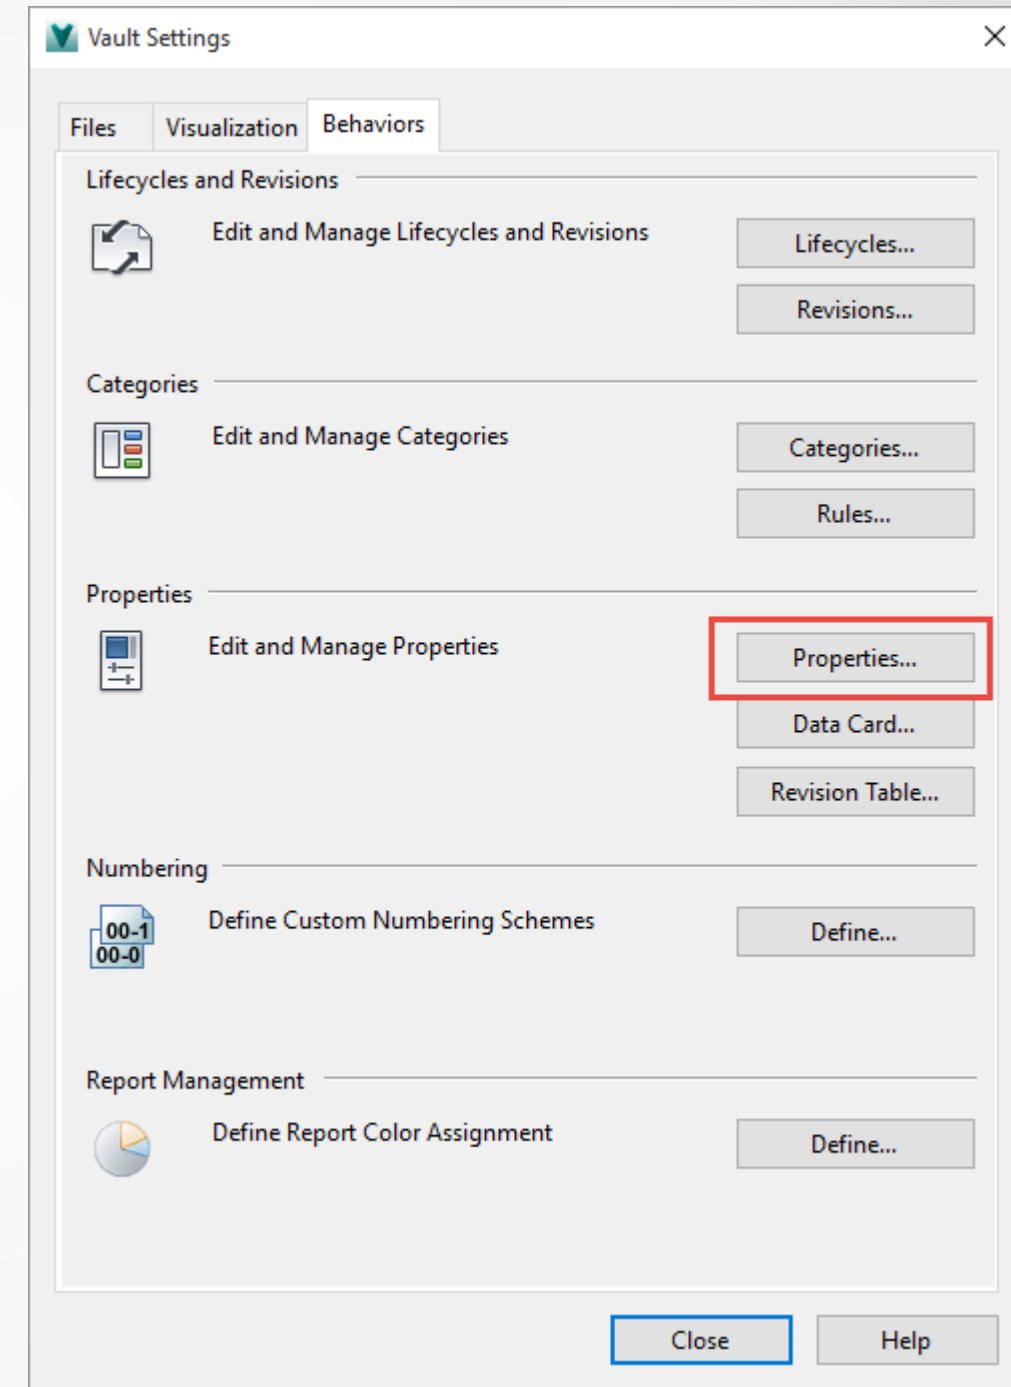 Vault Settings
Files Visualization Behaviors
Lifecycles and Revisions
Edit and Manage Lifecycles and Revisions
Lifecycles...
Revisions...
Categories
Edit and Manage Categories
Categories...
Rules...
Properties
Edit and Manage Properties
Properties...
Data Card...
Revision Table...
Numbering
00-1
00-0
Define Custom Numbering Schemes
Define...
Report Management
Define Report Color Assignment
Define...
Close Help